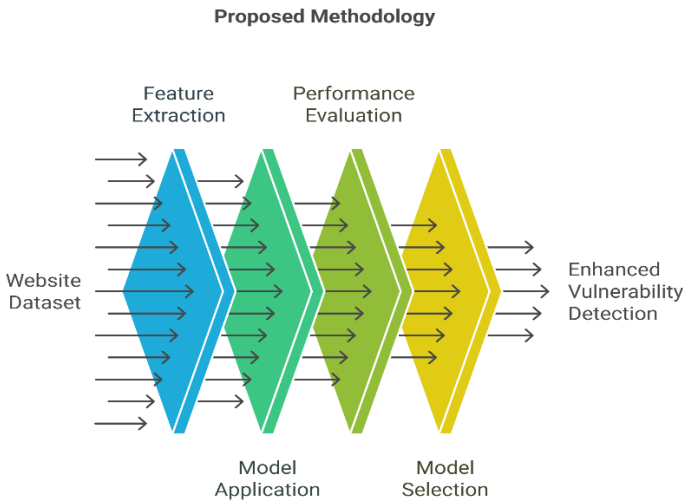 Proposed Methodology
Feature
Extraction
Performance
Evaluation
Website
Dataset
Enhanced
Vulnerability
Detection
Model
Application
Model
Selection